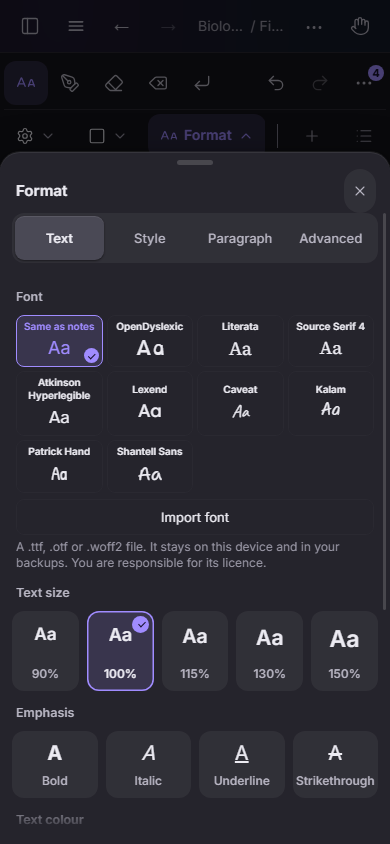 Biolo... / Fi...
Aa
4
Aa Format
Format
Text Style Paragraph Advanced
Font
Same as notes OpenDyslexic Literata Source Serif 4
Aa Aa Aa Aa
Atkinson Hyperlegible Lexend Caveat Kalam
Aa Aa Aa Aa
Patrick Hand Shantell Sans
Aa Aa
Import font
A .ttf, .otf or .woff2 file. It stays on this device and in your
backups. You are responsible for its licence.
Text size
Aa Aa Aa Aa Aa
90% 100% 115% 130% 150%
Emphasis
A A A A
Bold Italic Underline Strikethrough
Text colour